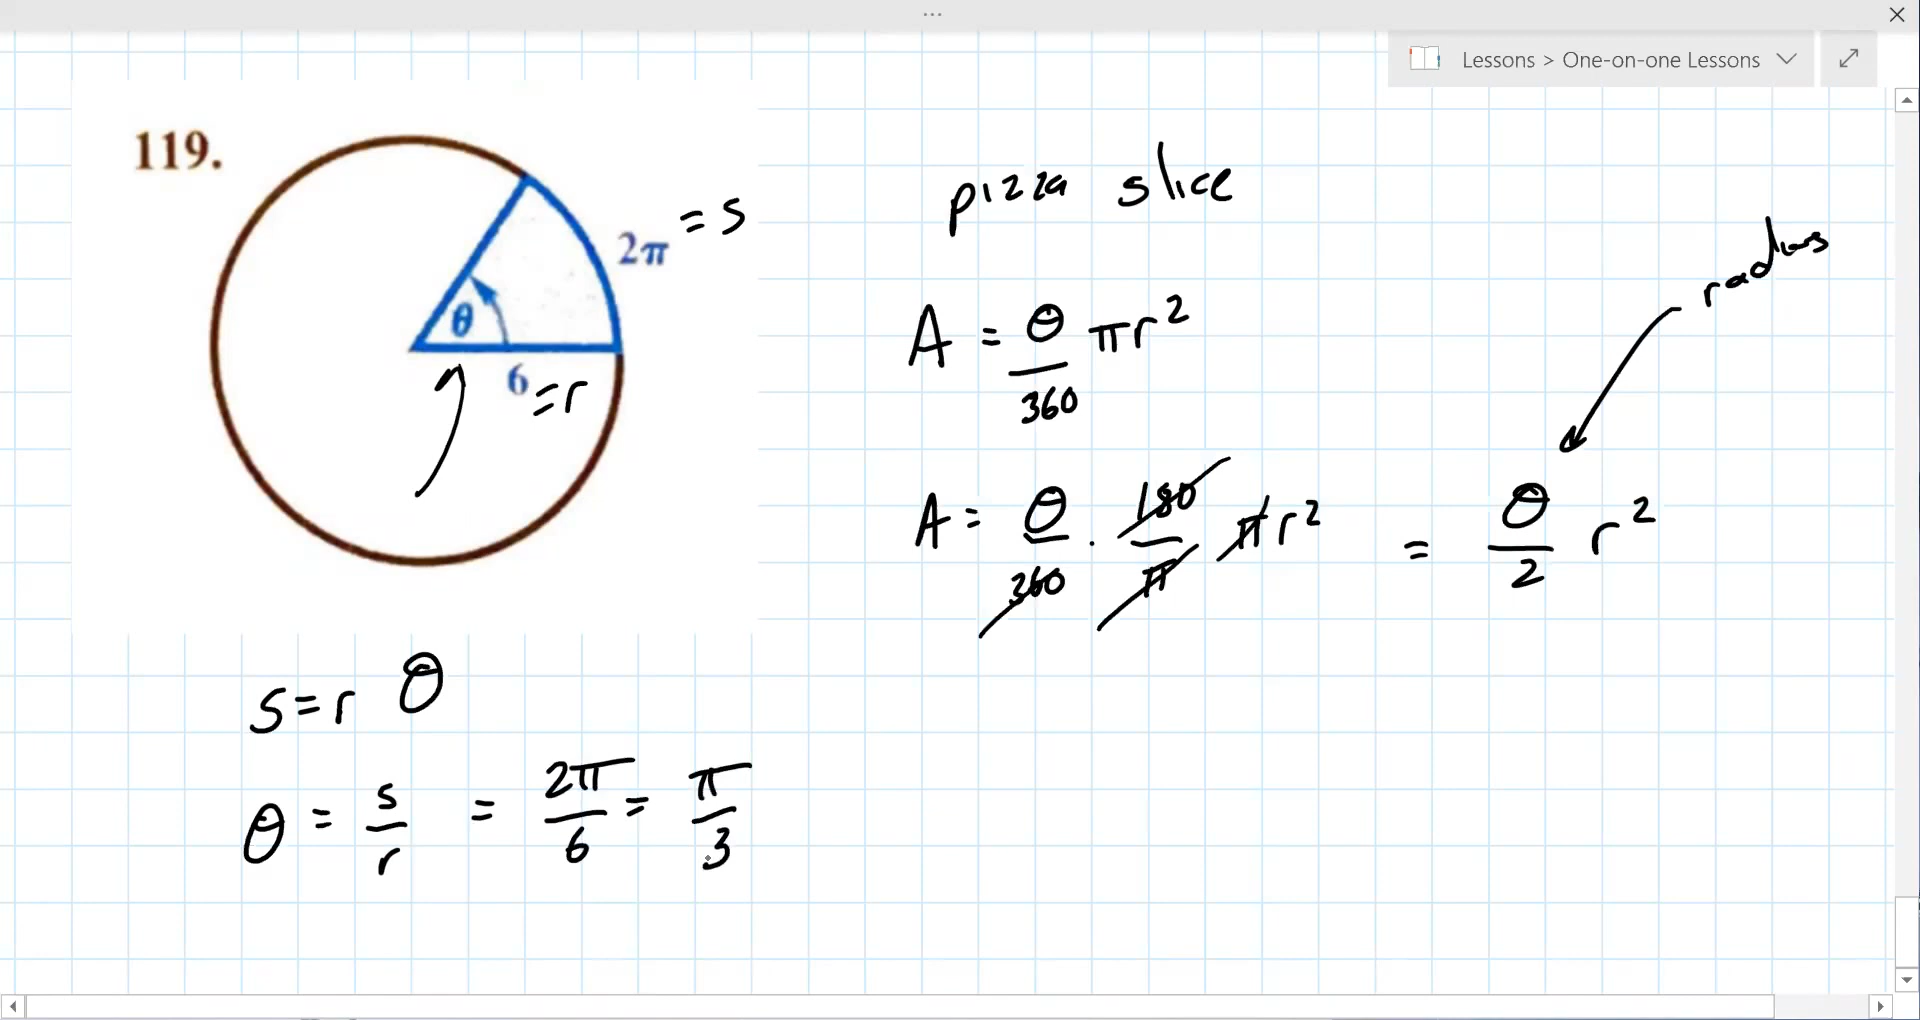 Lessons > One-on-one Lessons
119.
2π = s
θ
6 = r
pizza slice
radius
A = θ/360 πr²
A = θ/360 · 180/π πr² = θ/2 r²
s = r θ
θ = s/r = 2π/6 = π/3